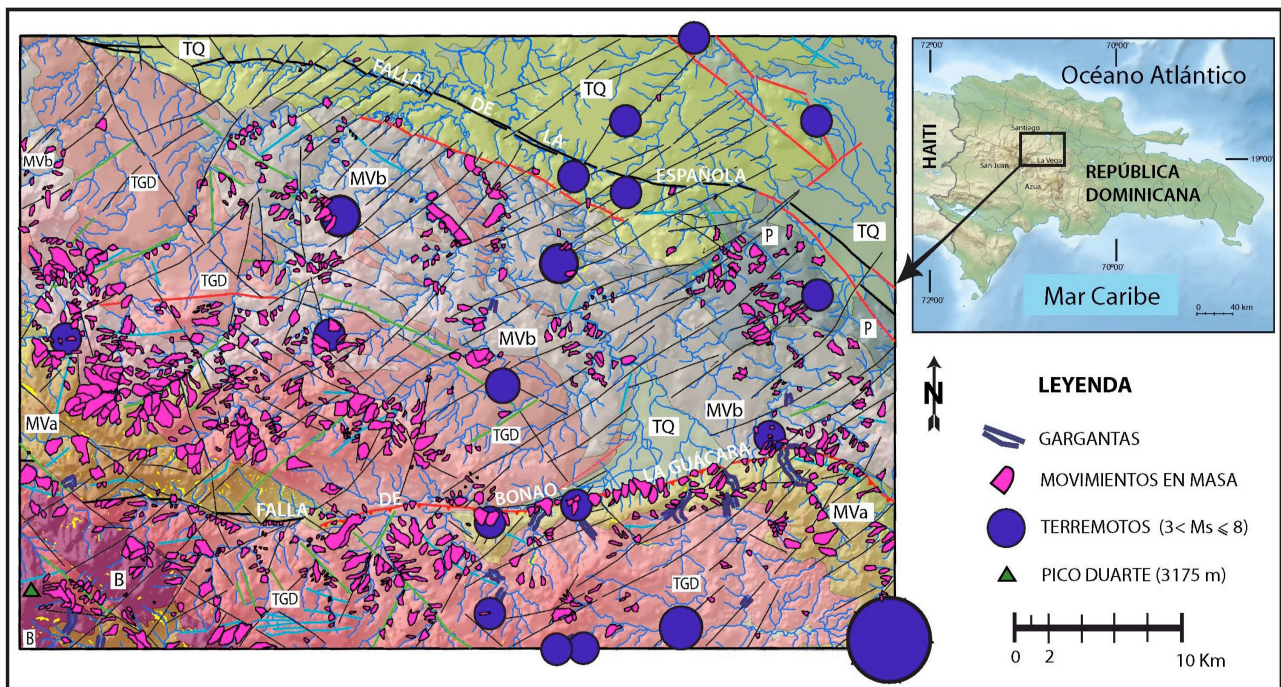 TQ
FALLA
DE
LA
ESPAÑOLA
TQ
MVb
TGD
MVb
P
TQ
TGD
P
MVb
MVb
TGD
TQ
MVa
LA GUÁCARA
BONAO
DE
FALLA
MVa
B
TGD
TGD
B
72°00'
70°00'
Océano Atlántico
HAITI
Santiago
San Juan
La Vega
Azua
19°00'
REPÚBLICA
DOMINICANA
72°00'
70°00'
Mar Caribe
0 40 km
N
LEYENDA
GARGANTAS
MOVIMIENTOS EN MASA
TERREMOTOS (3< Ms ⩽ 8)
PICO DUARTE (3175 m)
0 2 10 Km